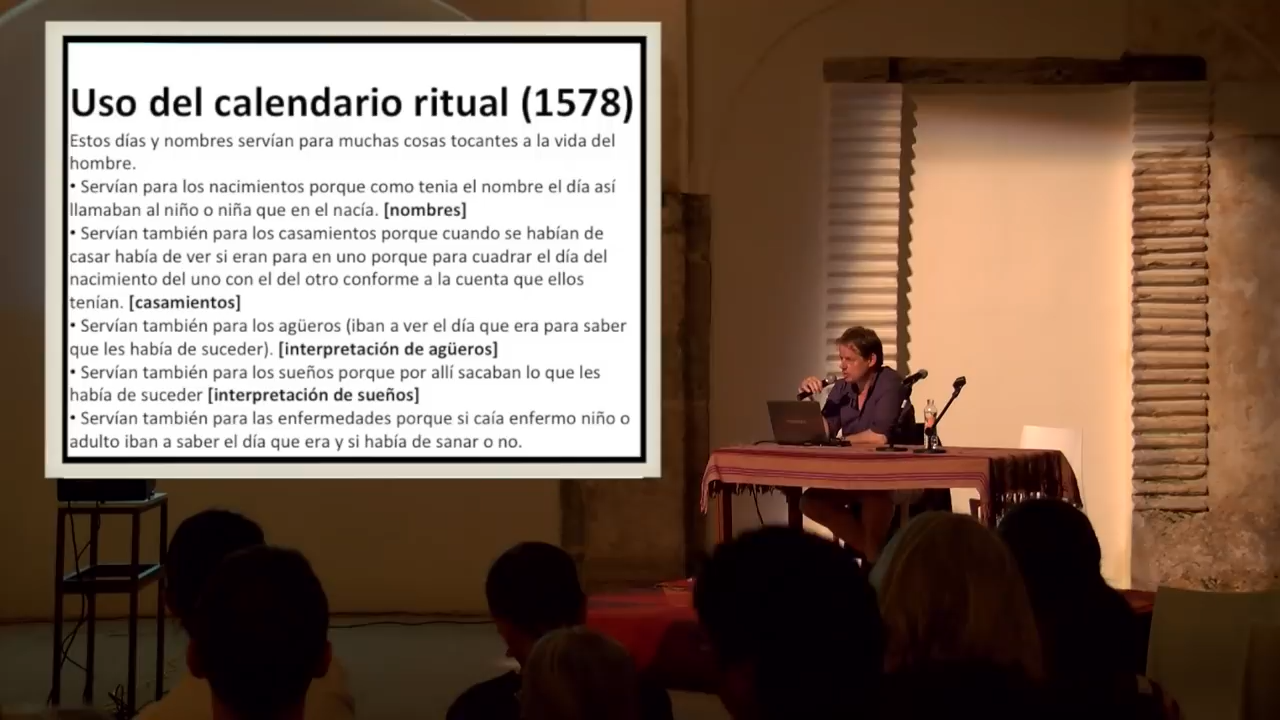 Uso del calendario ritual (1578)
Estos días y nombres servían para muchas cosas tocantes a la vida del
hombre.
• Servían para los nacimientos porque como tenia el nombre el día así
llamaban al niño o niña que en el nacía. [nombres]
• Servían también para los casamientos porque cuando se habían de
casar había de ver si eran para en uno porque para cuadrar el día del
nacimiento del uno con el del otro conforme a la cuenta que ellos
tenían. [casamientos]
• Servían también para los agüeros (iban a ver el día que era para saber
que les había de suceder). [interpretación de agüeros]
• Servían también para los sueños porque por allí sacaban lo que les
había de suceder [interpretación de sueños]
• Servían también para las enfermedades porque si caía enfermo niño o
adulto iban a saber el día que era y si había de sanar o no.